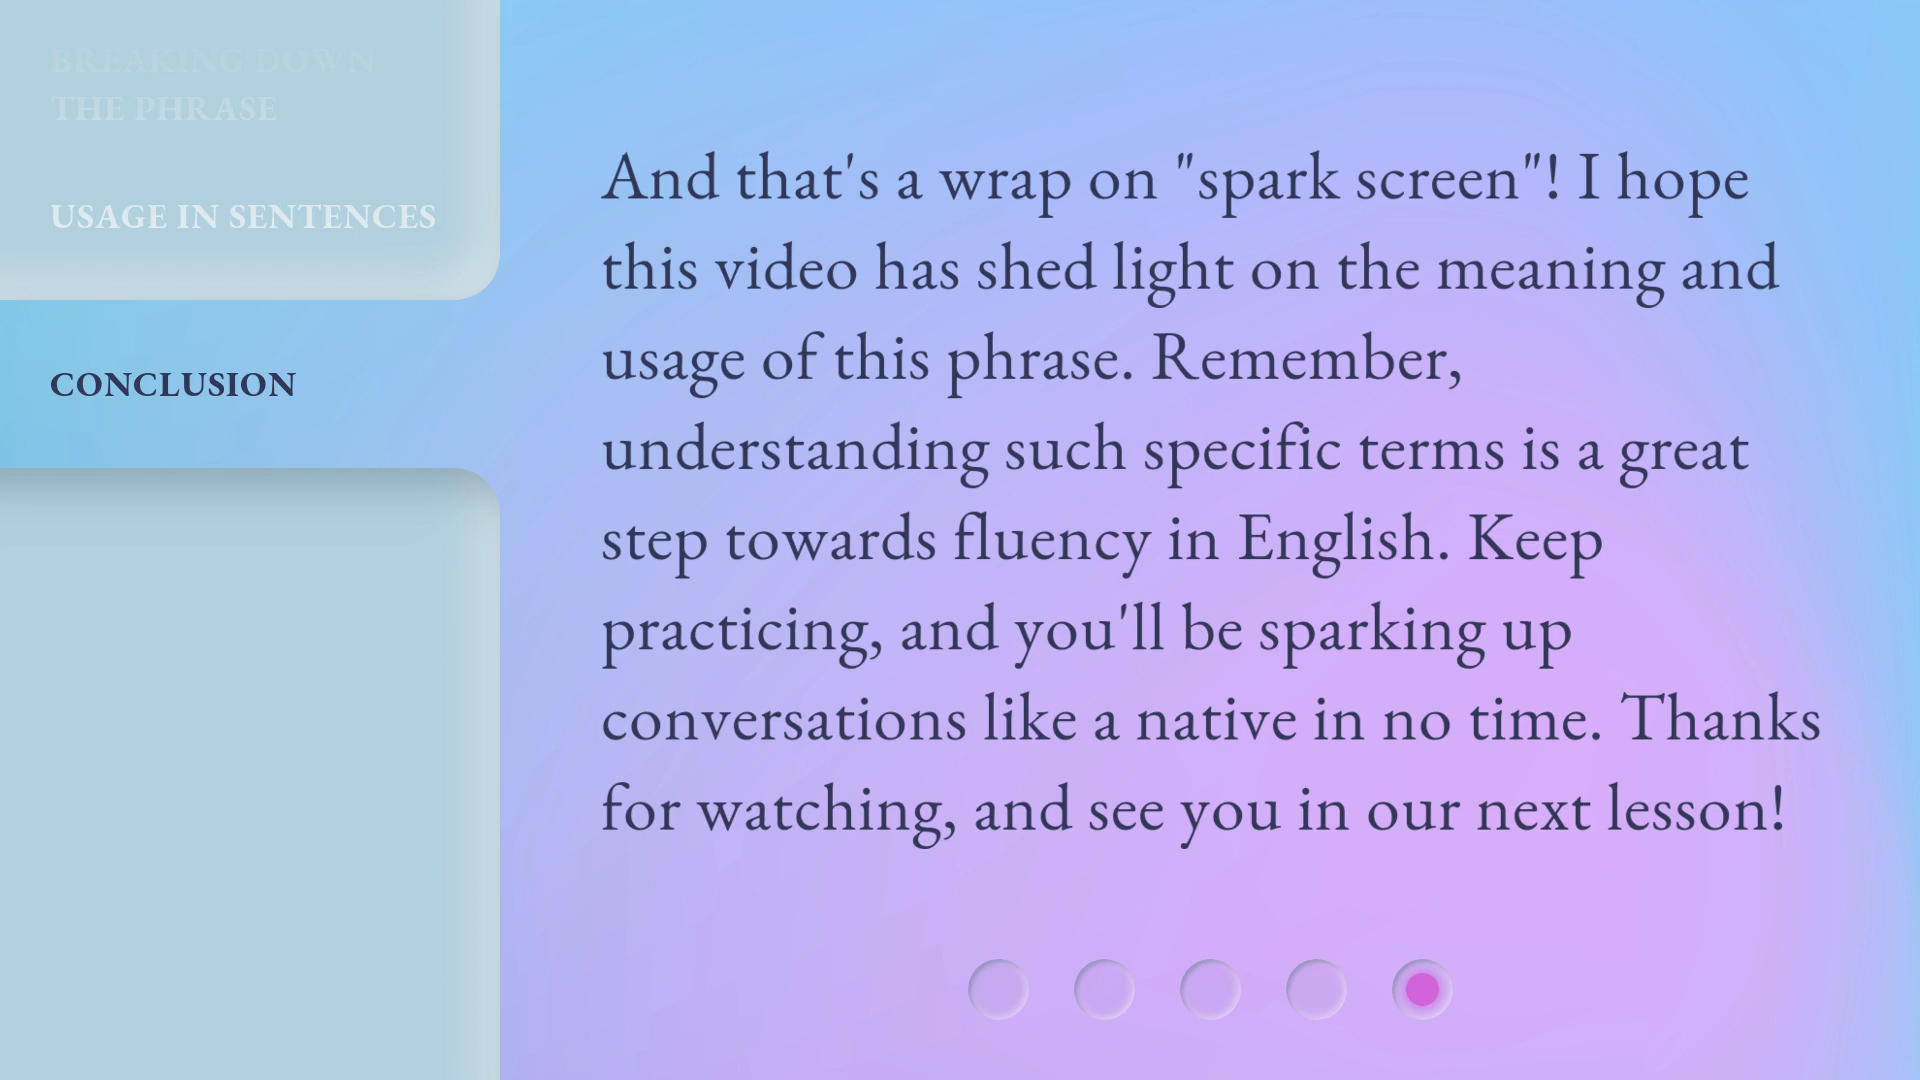 BREAKING DOWN
THE PHRASE
USAGE IN SENTENCES
CONCLUSION
And that's a wrap on "spark screen"! I hope
this video has shed light on the meaning and
usage of this phrase. Remember,
understanding such specific terms is a great
step towards fluency in English. Keep
practicing, and you'll be sparking up
conversations like a native in no time. Thanks
for watching, and see you in our next lesson!